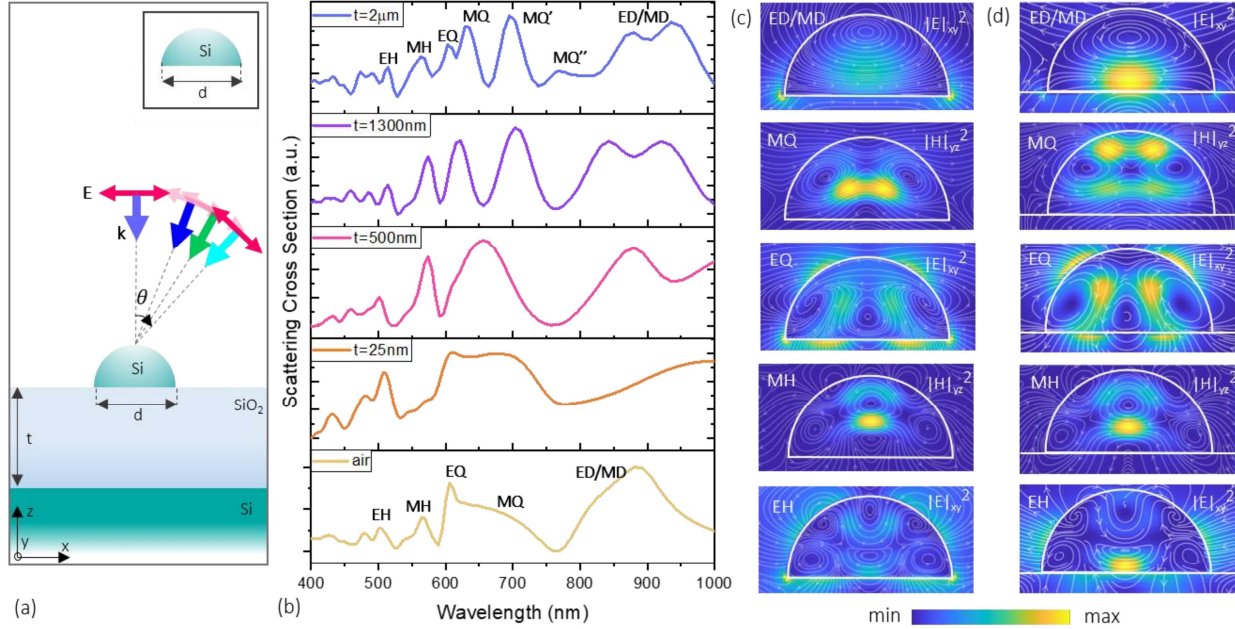 Si
d
E
k
θ
Si
d
SiO₂
t
Si
z
y
x
(a)
Scattering Cross Section (a.u.)
t=2μm
EH
MH
EQ
MQ
MQ′
MQ″
ED/MD
t=1300nm
t=500nm
t=25nm
air
EH
MH
EQ
MQ
ED/MD
400 500 600 700 800 900 1000
Wavelength (nm)
(b)
(c)
ED/MD |E|xy²
MQ |H|yz²
EQ |E|xy²
MH |H|yz²
EH |E|xy²
(d)
ED/MD |E|xy²
MQ |H|yz²
EQ |E|xy²
MH |H|yz²
EH |E|xy²
min max